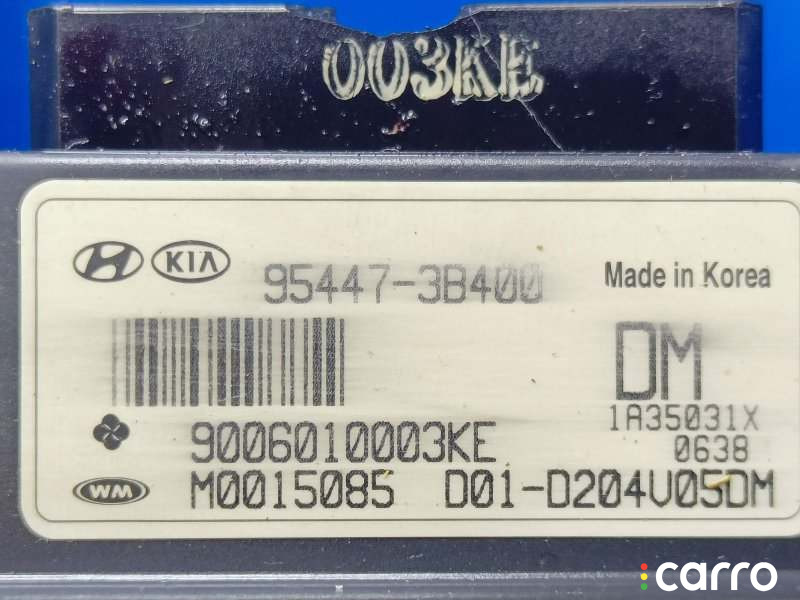 003KE
KIA
95447-3B400
Made in Korea
DM
1A35031X
9006010003KE
0638
WM
M0015085 D01-D204V05DM
carro